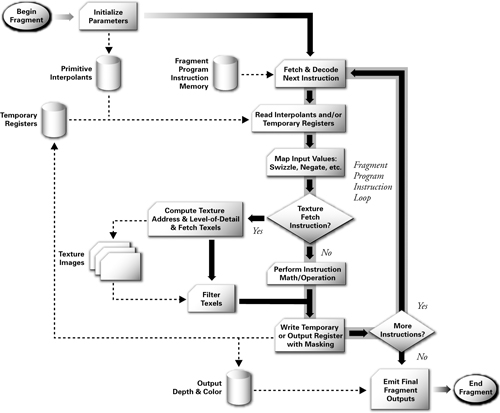 Begin
Fragment
Initialize
Parameters
Primitive
Interpolants
Fragment
Program
Instruction
Memory
Fetch & Decode
Next Instruction
Temporary
Registers
Read Interpolants and/or
Temporary Registers
Map Input Values:
Swizzle, Negate, etc.
Fragment
Program
Instruction
Loop
Compute Texture
Address & Level-of-Detail
& Fetch Texels
Yes
Texture
Fetch
Instruction?
No
Texture
Images
Perform Instruction
Math/Operation
Filter
Texels
Write Temporary
or Output Register
with Masking
Yes
More
Instructions?
No
Output
Depth & Color
Emit Final
Fragment
Outputs
End
Fragment